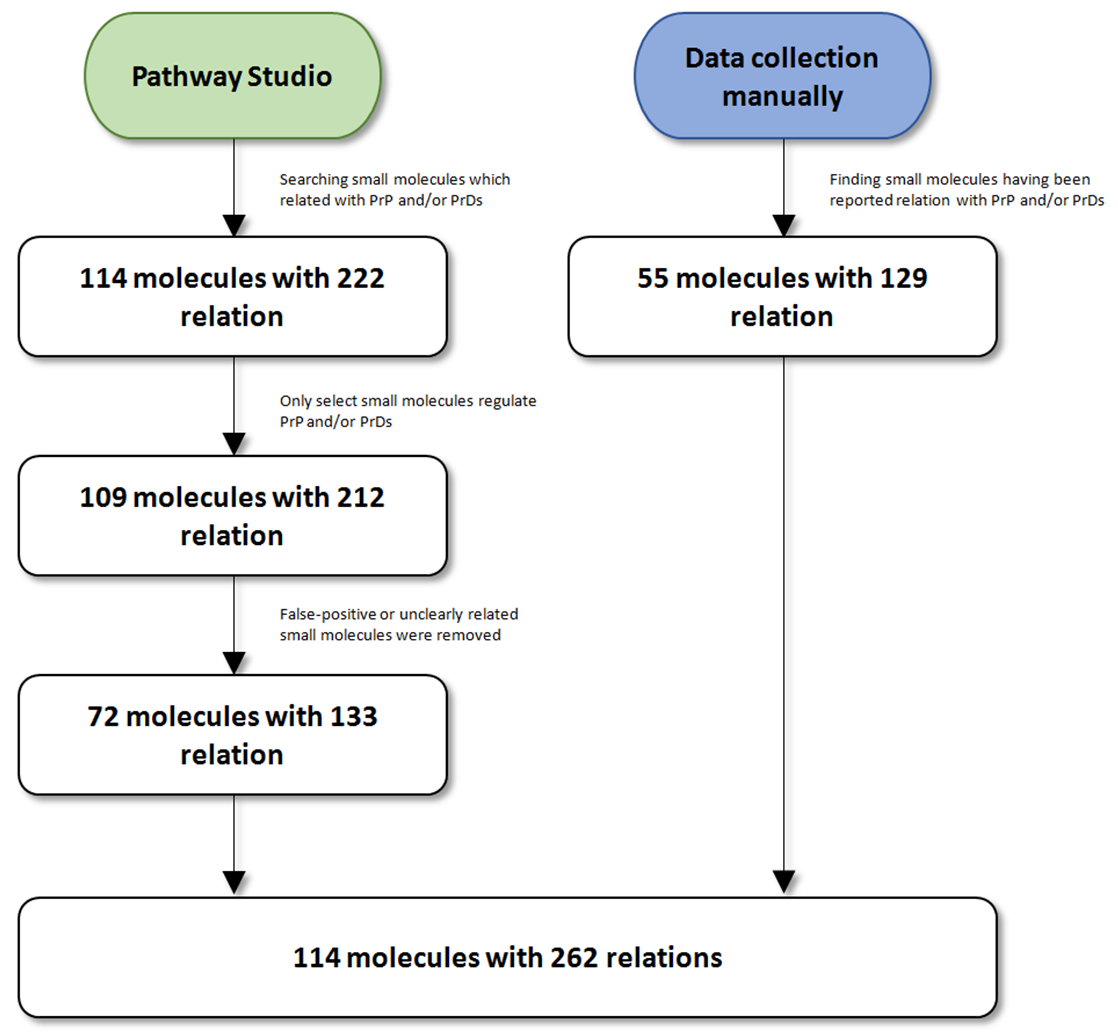 Pathway Studio
Data collection
manually
Searching small molecules which
related with PrP and/or PrDs
Finding small molecules having been
reported relation with PrP and/or PrDs
114 molecules with 222
relation
55 molecules with 129
relation
Only select small molecules regulate
PrP and/or PrDs
109 molecules with 212
relation
False-positive or unclearly related
small molecules were removed
72 molecules with 133
relation
114 molecules with 262 relations